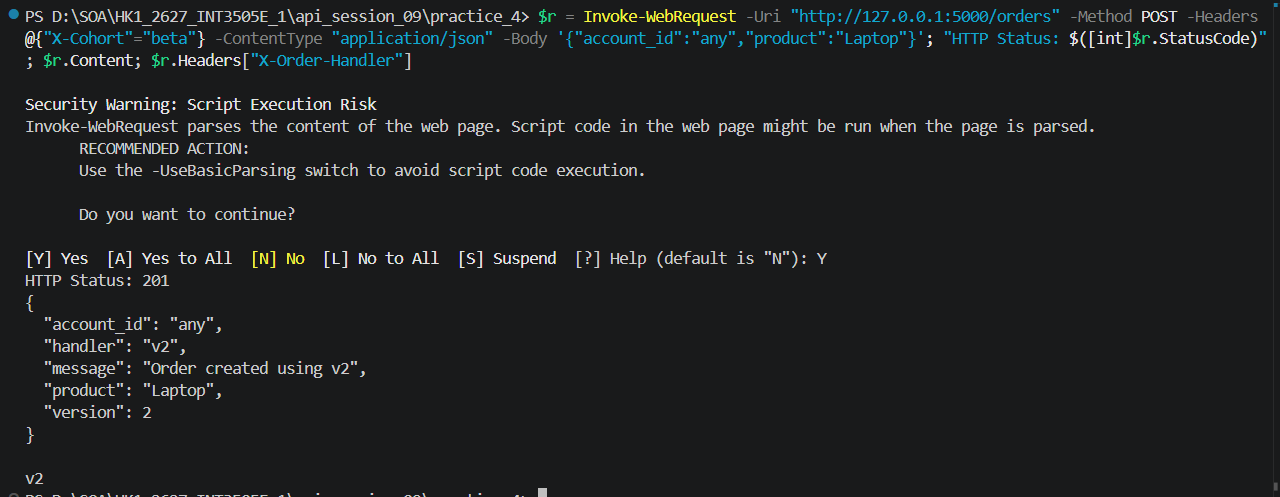 PS D:\SOA\HK1_2627_INT3505E_1\api_session_09\practice_4> $r = Invoke-WebRequest -Uri "http://127.0.0.1:5000/orders" -Method POST -Headers
@{"X-Cohort"="beta"} -ContentType "application/json" -Body '{"account_id":"any","product":"Laptop"}'; "HTTP Status: $([int]$r.StatusCode)"
; $r.Content; $r.Headers["X-Order-Handler"]
Security Warning: Script Execution Risk
Invoke-WebRequest parses the content of the web page. Script code in the web page might be run when the page is parsed.
RECOMMENDED ACTION:
Use the -UseBasicParsing switch to avoid script code execution.
Do you want to continue?
[Y] Yes  [A] Yes to All  [N] No  [L] No to All  [S] Suspend  [?] Help (default is "N"): Y
HTTP Status: 201
{
  "account_id": "any",
  "handler": "v2",
  "message": "Order created using v2",
  "product": "Laptop",
  "version": 2
}
v2
PS D:\SOA\HK1_2627_INT3505E_1\api_session_09\practice_4>